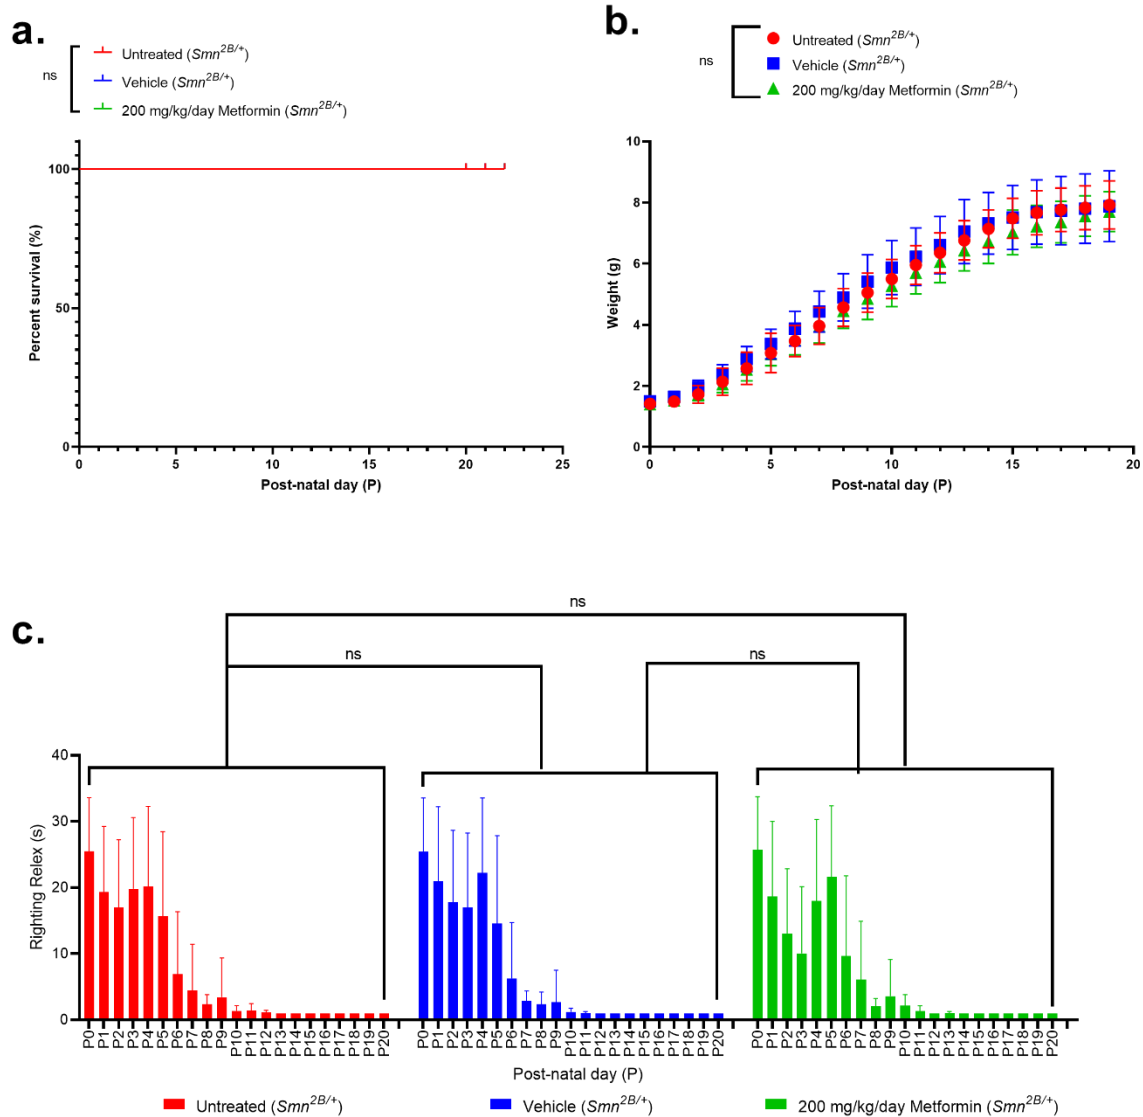 a.
ns
Untreated (Smn2B/+)
Vehicle (Smn2B/+)
200 mg/kg/day Metformin (Smn2B/+)
Percent survival (%)
100
50
0
0 5 10 15 20 25
Post-natal day (P)
b.
ns
Untreated (Smn2B/+)
Vehicle (Smn2B/+)
200 mg/kg/day Metformin (Smn2B/+)
Weight (g)
10
8
6
4
2
0
0 5 10 15 20
Post-natal day (P)
c.
ns
ns
ns
Righting Relex (s)
40
30
20
10
0
P0 P1 P2 P3 P4 P5 P6 P7 P8 P9 P10 P11 P12 P13 P14 P15 P16 P17 P18 P19 P20
P0 P1 P2 P3 P4 P5 P6 P7 P8 P9 P10 P11 P12 P13 P14 P15 P16 P17 P18 P19 P20
P0 P1 P2 P3 P4 P5 P6 P7 P8 P9 P10 P11 P12 P13 P14 P15 P16 P17 P18 P19 P20
Post-natal day (P)
Untreated (Smn2B/+) Vehicle (Smn2B/+) 200 mg/kg/day Metformin (Smn2B/+)